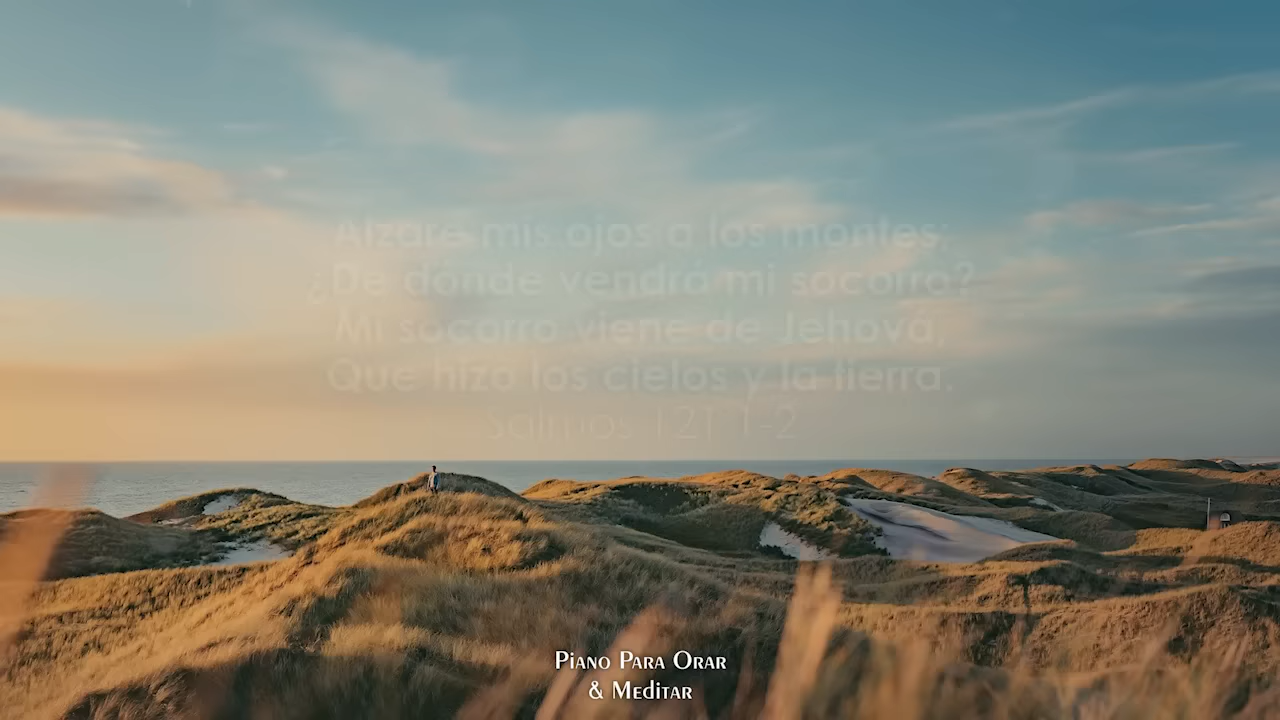 Alzaré mis ojos a los montes;
¿De dónde vendrá mi socorro?
Mi socorro viene de Jehová,
Que hizo los cielos y la tierra.
Salmos 121 1-2
Piano Para Orar
& Meditar